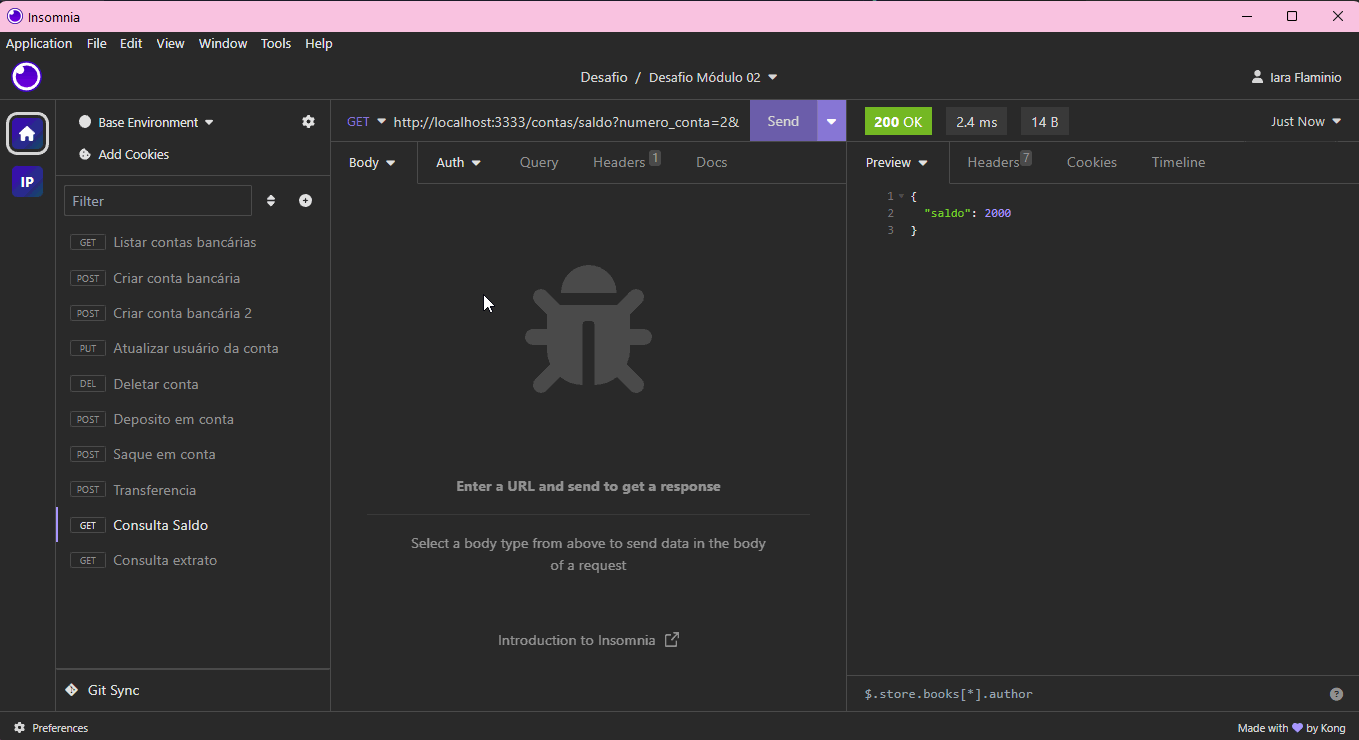 Insomnia
Application File Edit View Window Tools Help
Desafio / Desafio Módulo 02
Iara Flaminio
IP
Base Environment
Add Cookies
Filter
GET Listar contas bancárias
POST Criar conta bancária
POST Criar conta bancária 2
PUT Atualizar usuário da conta
DEL Deletar conta
POST Deposito em conta
POST Saque em conta
POST Transferencia
GET Consulta Saldo
GET Consulta extrato
Git Sync
GET http://localhost:3333/contas/saldo?numero_conta=2& Send
Body Auth Query Headers 1 Docs
Enter a URL and send to get a response
Select a body type from above to send data in the body
of a request
Introduction to Insomnia
200 OK 2.4 ms 14 B Just Now
Preview Headers 7 Cookies Timeline
1 {
2 "saldo": 2000
3 }
$.store.books[*].author ?
Preferences
Made with 💜 by Kong